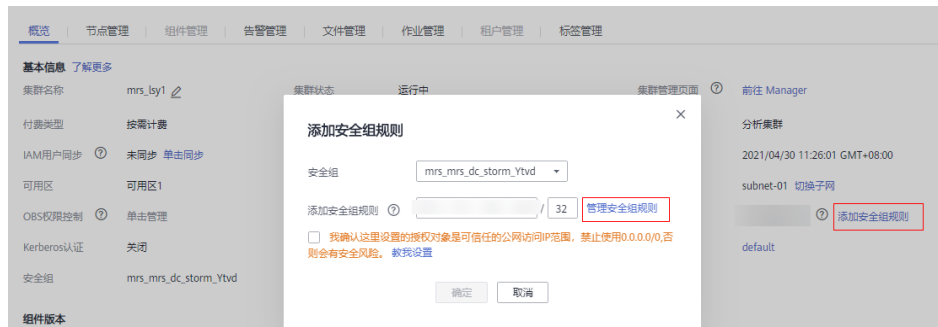 概览 节点管理 组件管理 告警管理 文件管理 作业管理 租户管理 标签管理
基本信息 了解更多
集群名称 mrs_lsy1 集群状态 运行中 集群管理页面 ? 前往 Manager
付费类型 按需计费 分析集群
添加安全组规则 ×
IAM用户同步 ? 未同步 单击同步 2021/04/30 11:26:01 GMT+08:00
安全组 mrs_mrs_dc_storm_Ytvd
可用区 可用区1 subnet-01 切换子网
添加安全组规则 ? / 32 管理安全组规则
OBS权限控制 ? 单击管理 ? 添加安全组规则
我确认这里设置的授权对象是可信任的公网访问IP范围，禁止使用0.0.0.0/0,否
则会有安全风险。 教我设置
Kerberos认证 关闭 default
安全组 mrs_mrs_dc_storm_Ytvd
确定 取消
组件版本